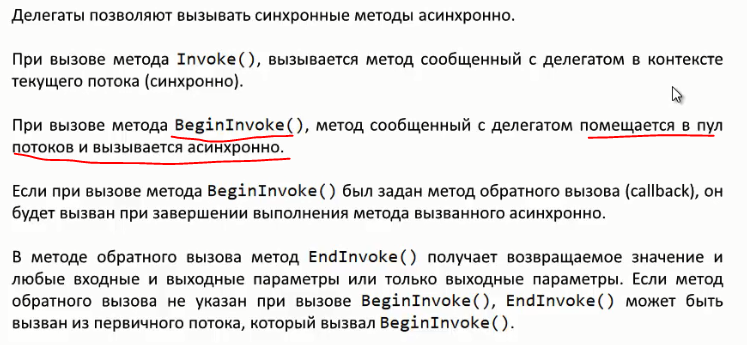 Делегаты позволяют вызывать синхронные методы асинхронно.
При вызове метода Invoke(), вызывается метод сообщенный с делегатом в контексте
текущего потока (синхронно).
При вызове метода BeginInvoke(), метод сообщенный с делегатом помещается в пул
потоков и вызывается асинхронно.
Если при вызове метода BeginInvoke() был задан метод обратного вызова (callback), он
будет вызван при завершении выполнения метода вызванного асинхронно.
В методе обратного вызова метод EndInvoke() получает возвращаемое значение и
любые входные и выходные параметры или только выходные параметры. Если метод
обратного вызова не указан при вызове BeginInvoke(), EndInvoke() может быть
вызван из первичного потока, который вызвал BeginInvoke().